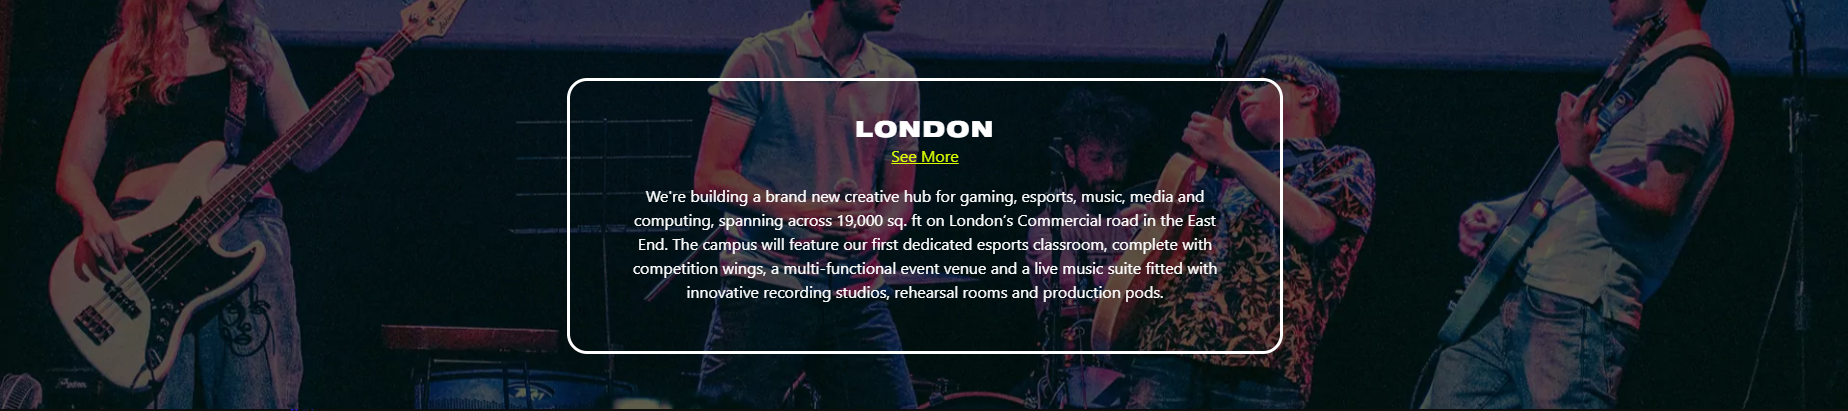 LONDON
See More
We're building a brand new creative hub for gaming, esports, music, media and
computing, spanning across 19,000 sq. ft on London's Commercial road in the East
End. The campus will feature our first dedicated esports classroom, complete with
competition wings, a multi-functional event venue and a live music suite fitted with
innovative recording studios, rehearsal rooms and production pods.